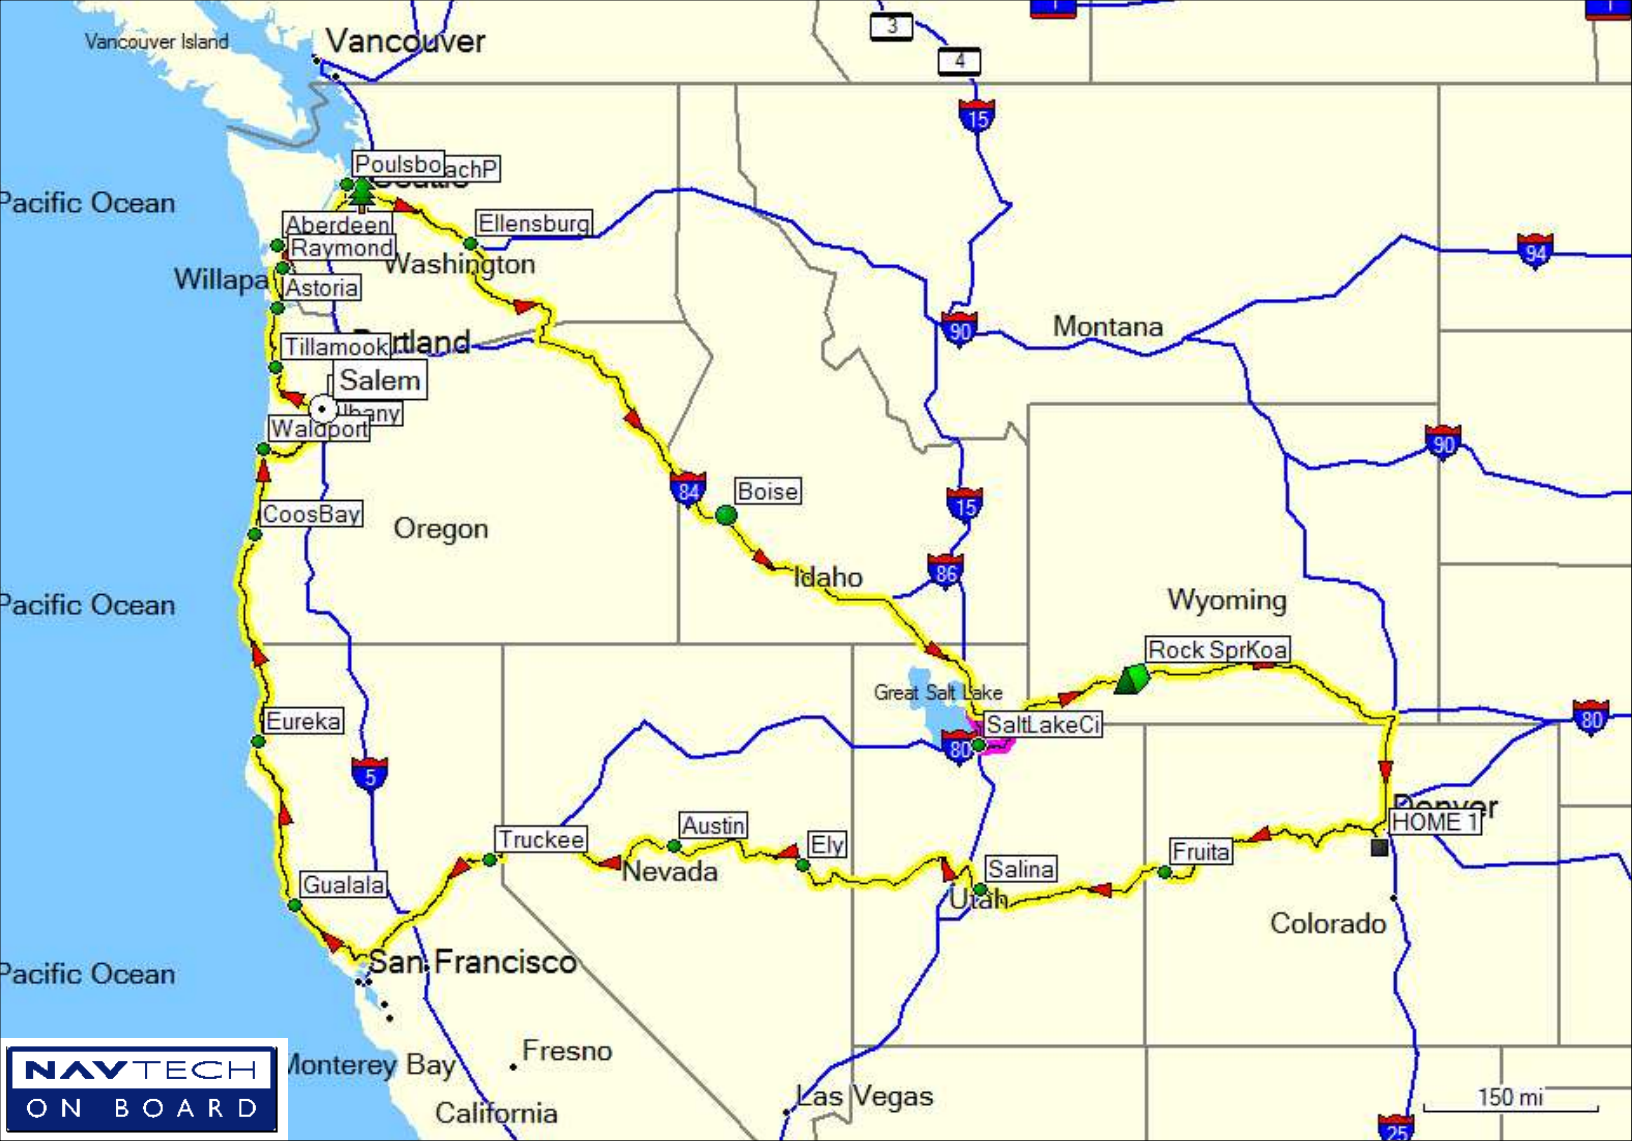 3
4
Vancouver Island
Vancouver
15
Poulsbo
achP
Pacific Ocean
Aberdeen
Ellensburg
Raymond
Washington
94
Willapa
Astoria
90
Montana
Tillamook
rtland
Salem
lbany
Waldport
90
84
Boise
15
CoosBay
Oregon
86
Idaho
Pacific Ocean
Wyoming
Rock SprKoa
Great Salt Lake
Eureka
SaltLakeCi
80
80
5
Denver
HOME 1
Truckee
Austin
Ely
Fruita
Nevada
Salina
Utah
Gualala
Colorado
San Francisco
Pacific Ocean
Monterey Bay
Fresno
NAVTECH
ON BOARD
Las Vegas
150 mi
California
25